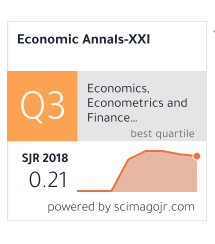 Economic Annals-XXI
Q3
Economics,
Econometrics and
Finance...
best quartile
SJR 2018
0.21
powered by scimagojr.com